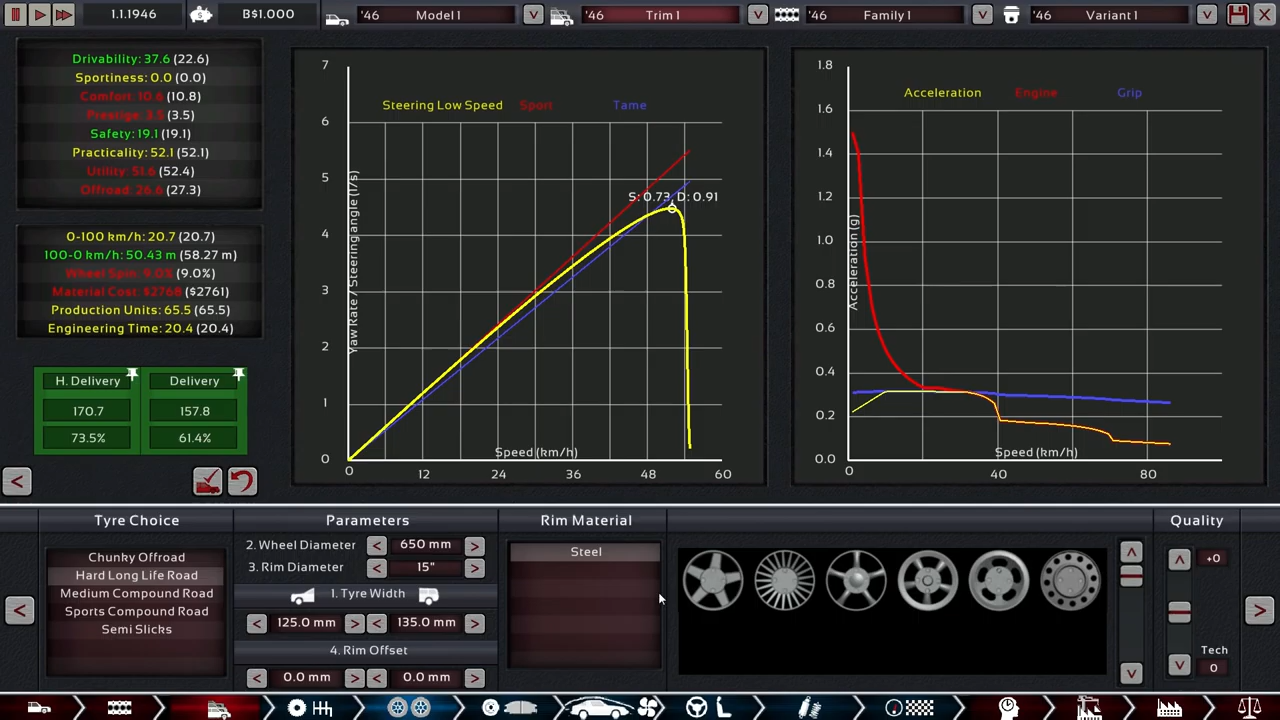 1.1.1946
B$1.000
'46 Model 1
'46 Trim 1
'46 Family 1
'46 Variant 1
Drivability: 37.6 (22.6)
Sportiness: 0.0 (0.0)
Comfort: 10.6 (10.8)
Prestige: 3.5 (3.5)
Safety: 19.1 (19.1)
Practicality: 52.1 (52.1)
Utility: 51.6 (52.4)
Offroad: 26.6 (27.3)
0-100 km/h: 20.7 (20.7)
100-0 km/h: 50.43 m (58.27 m)
Wheel Spin: 9.0% (9.0%)
Material Cost: $2768 ($2761)
Production Units: 65.5 (65.5)
Engineering Time: 20.4 (20.4)
H. Delivery
170.7
73.5%
Delivery
157.8
61.4%
<
7
6
5
4
3
2
1
0
Yaw Rate / Steering angle (1/s)
Steering Low Speed Sport Tame
S: 0.73, D: 0.91
Speed (km/h)
0 12 24 36 48 60
1.8
1.6
1.4
1.2
1.0
0.8
0.6
0.4
0.2
0.0
Acceleration (g)
Acceleration Engine Grip
Speed (km/h)
0 40 80
Tyre Choice
Chunky Offroad
Hard Long Life Road
Medium Compound Road
Sports Compound Road
Semi Slicks
Parameters
2. Wheel Diameter < 650 mm >
3. Rim Diameter < 15" >
1. Tyre Width
< 125.0 mm > < 135.0 mm >
4. Rim Offset
< 0.0 mm > < 0.0 mm >
Rim Material
Steel
Quality
+0
Tech
0